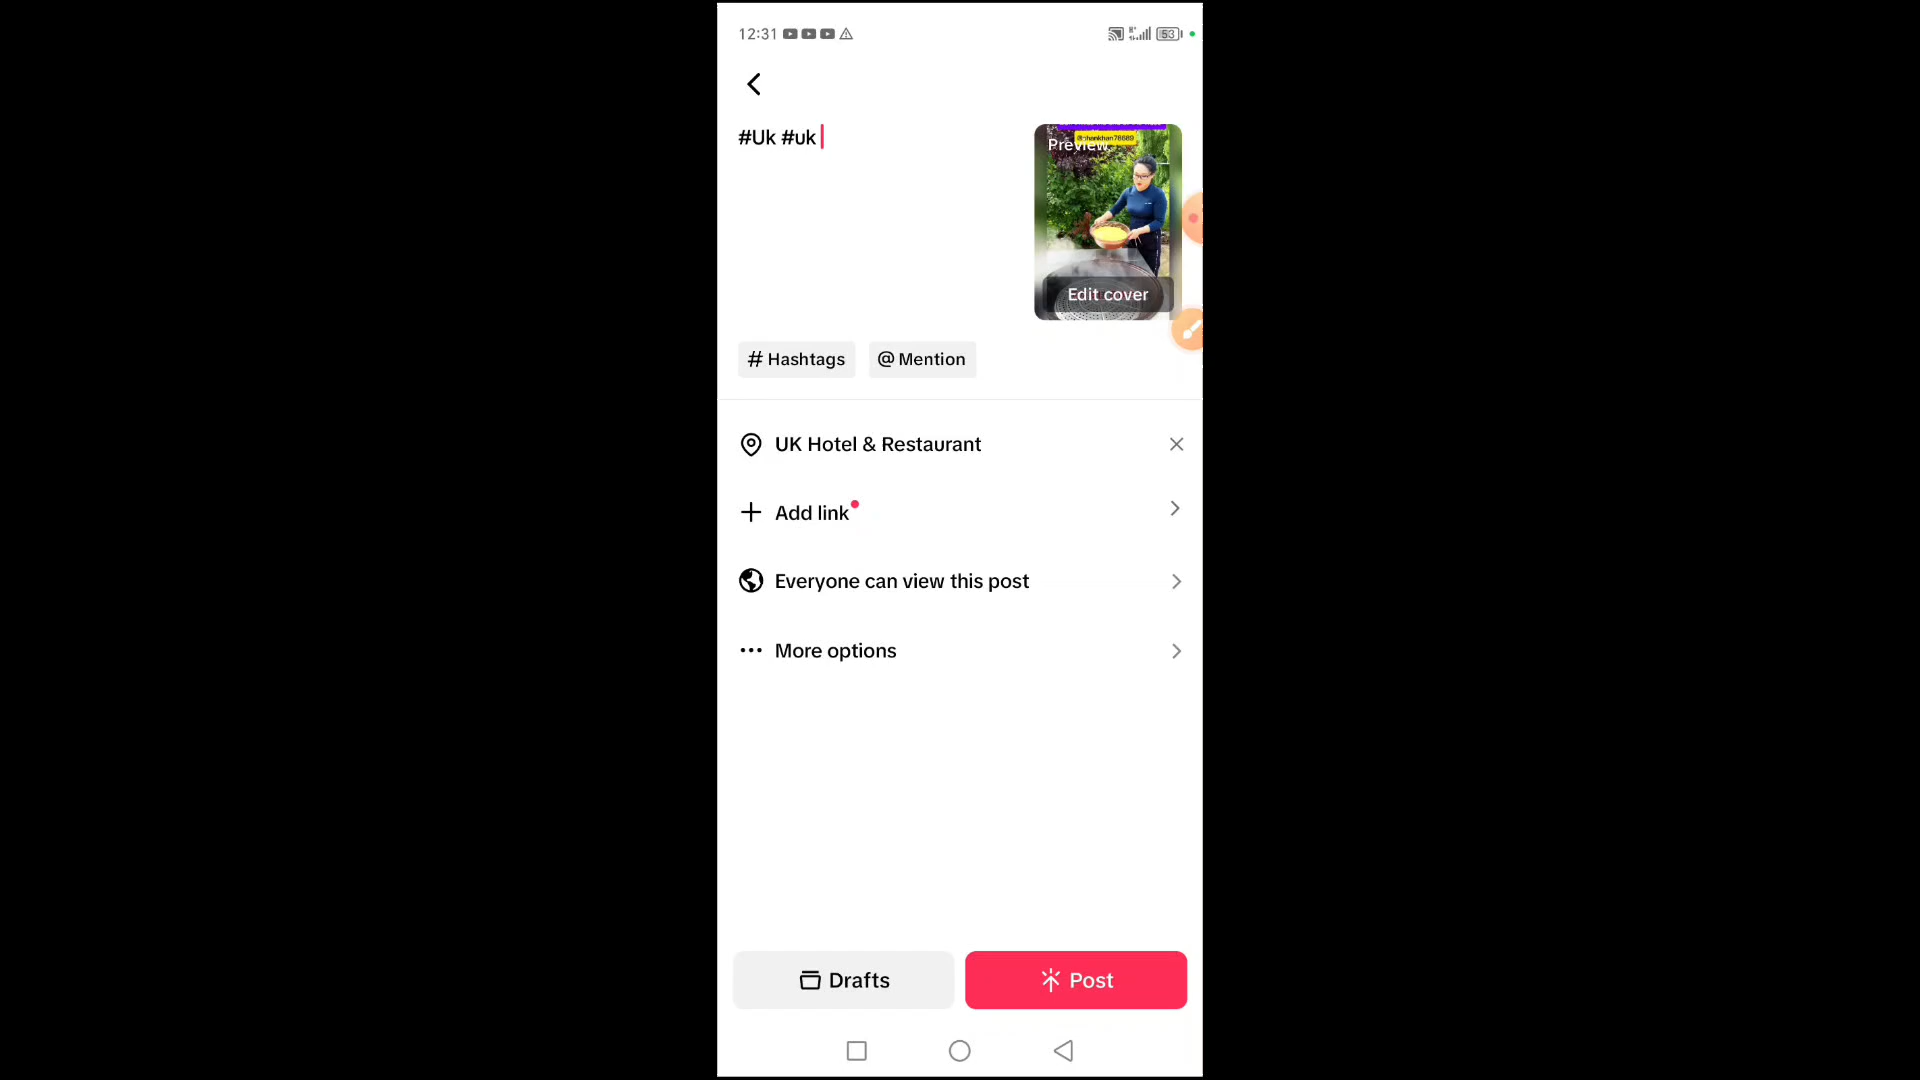 12:31
53
#Uk #uk
Preview
Edit cover
# Hashtags
@ Mention
UK Hotel & Restaurant
Add link
Everyone can view this post
More options
Drafts
Post